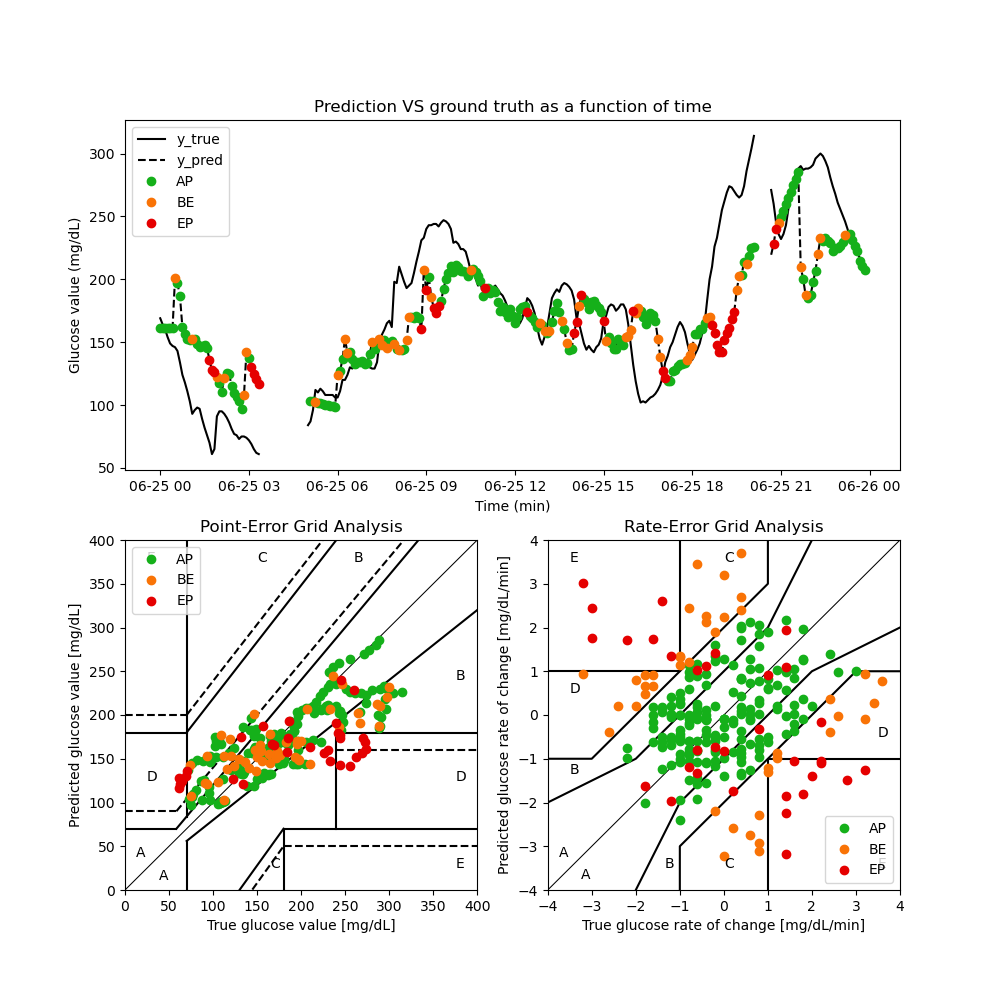 Prediction VS ground truth as a function of time
Glucose value (mg/dL)
300
250
200
150
100
50
y_true
y_pred
AP
BE
EP
06-25 00 06-25 03 06-25 06 06-25 09 06-25 12 06-25 15 06-25 18 06-25 21 06-26 00
Time (min)
Point-Error Grid Analysis
Predicted glucose value [mg/dL]
400
350
300
250
200
150
100
50
0
AP
BE
EP
C
B
B
D
D
A
A
C
E
0 50 100 150 200 250 300 350 400
True glucose value [mg/dL]
Rate-Error Grid Analysis
Predicted glucose rate of change [mg/dL/min]
4
3
2
1
0
−1
−2
−3
−4
E
C
D
D
B
A
A
B
C
AP
BE
EP
−4 −3 −2 −1 0 1 2 3 4
True glucose rate of change [mg/dL/min]